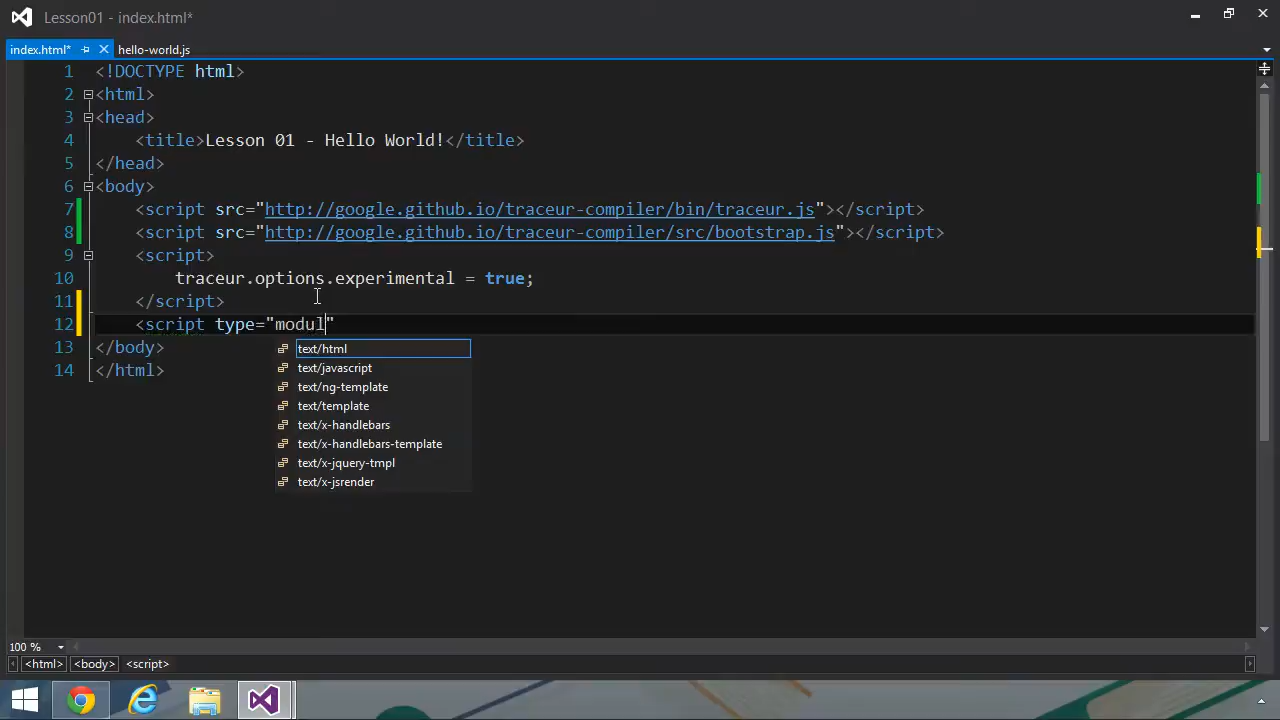 Lesson01 - index.html*
index.html* hello-world.js
1 <!DOCTYPE html>
2 <html>
3 <head>
4 <title>Lesson 01 - Hello World!</title>
5 </head>
6 <body>
7 <script src="http://google.github.io/traceur-compiler/bin/traceur.js"></script>
8 <script src="http://google.github.io/traceur-compiler/src/bootstrap.js"></script>
9 <script>
10 traceur.options.experimental = true;
11 </script>
12 <script type="modul"
13 </body>
14 </html>
text/html
text/javascript
text/ng-template
text/template
text/x-handlebars
text/x-handlebars-template
text/x-jquery-tmpl
text/x-jsrender
100 %
<html> <body> <script>